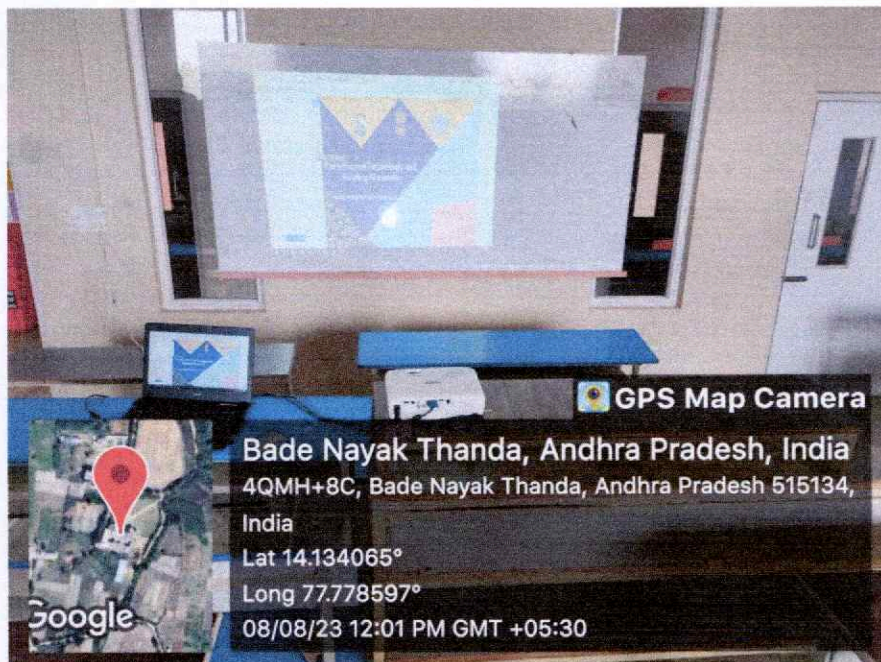 GPS Map Camera
Bade Nayak Thanda, Andhra Pradesh, India
4QMH+8C, Bade Nayak Thanda, Andhra Pradesh 515134,
India
Lat 14.134065°
Long 77.778597°
08/08/23 12:01 PM GMT +05:30
Google